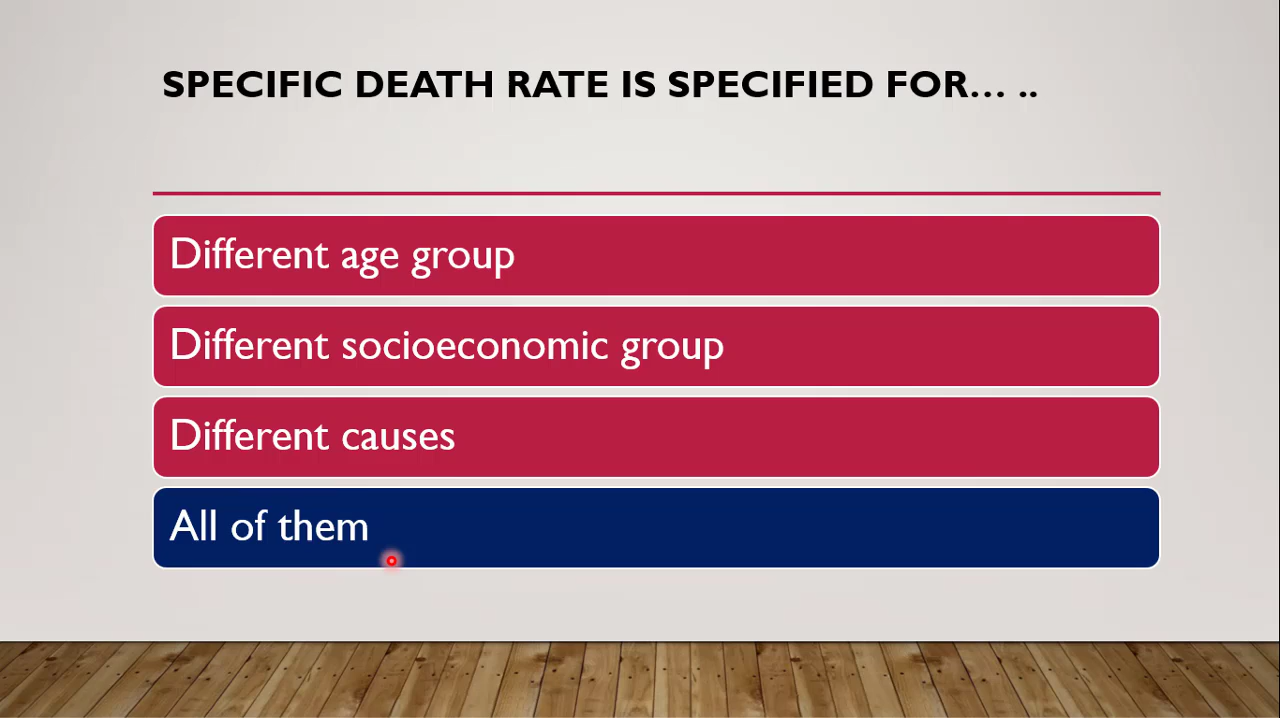 SPECIFIC DEATH RATE IS SPECIFIED FOR… ..
Different age group
Different socioeconomic group
Different causes
All of them